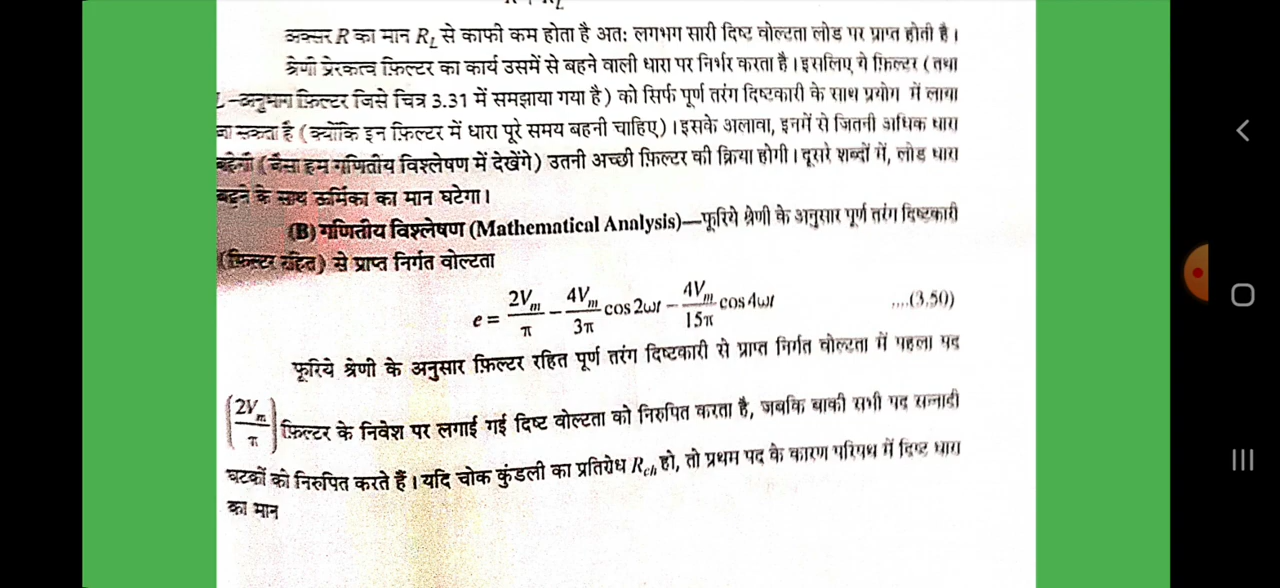 अक्सर R का मान R_L से काफी कम होता है अतः लगभग सारी दिष्ट वोल्टता लोड पर प्राप्त होती है।
श्रेणी प्रेरकत्व फ़िल्टर का कार्य उसमें से बहने वाली धारा पर निर्भर करता है। इसलिए ये फ़िल्टर (तथा
L-अनुभाग फ़िल्टर जिसे चित्र 3.31 में समझाया गया है) को सिर्फ पूर्ण तरंग दिष्टकारी के साथ प्रयोग में लाया
जा सकता है (क्योंकि इन फ़िल्टर में धारा पूरे समय बहनी चाहिए)। इसके अलावा, इनमें से जितनी अधिक धारा
बहेगी (जैसा हम गणितीय विश्लेषण में देखेंगे) उतनी अच्छी फ़िल्टर की क्रिया होगी। दूसरे शब्दों में, लोड धारा
बढ़ने के साथ ऊर्मिका का मान घटेगा।
(B) गणितीय विश्लेषण (Mathematical Analysis)—फूरिये श्रेणी के अनुसार पूर्ण तरंग दिष्टकारी
(फ़िल्टर रहित) से प्राप्त निर्गत वोल्टता
e = 2V_m/π − 4V_m/3π cos 2ωt − 4V_m/15π cos 4ωt ....(3.50)
फूरिये श्रेणी के अनुसार फ़िल्टर रहित पूर्ण तरंग दिष्टकारी से प्राप्त निर्गत वोल्टता में पहला पद
(2V_m/π) फ़िल्टर के निवेश पर लगाई गई दिष्ट वोल्टता को निरुपित करता है, जबकि बाकी सभी पद सन्नादी
घटकों को निरुपित करते हैं। यदि चोक कुंडली का प्रतिरोध R_ch हो, तो प्रथम पद के कारण परिपथ में दिष्ट धारा
का मान